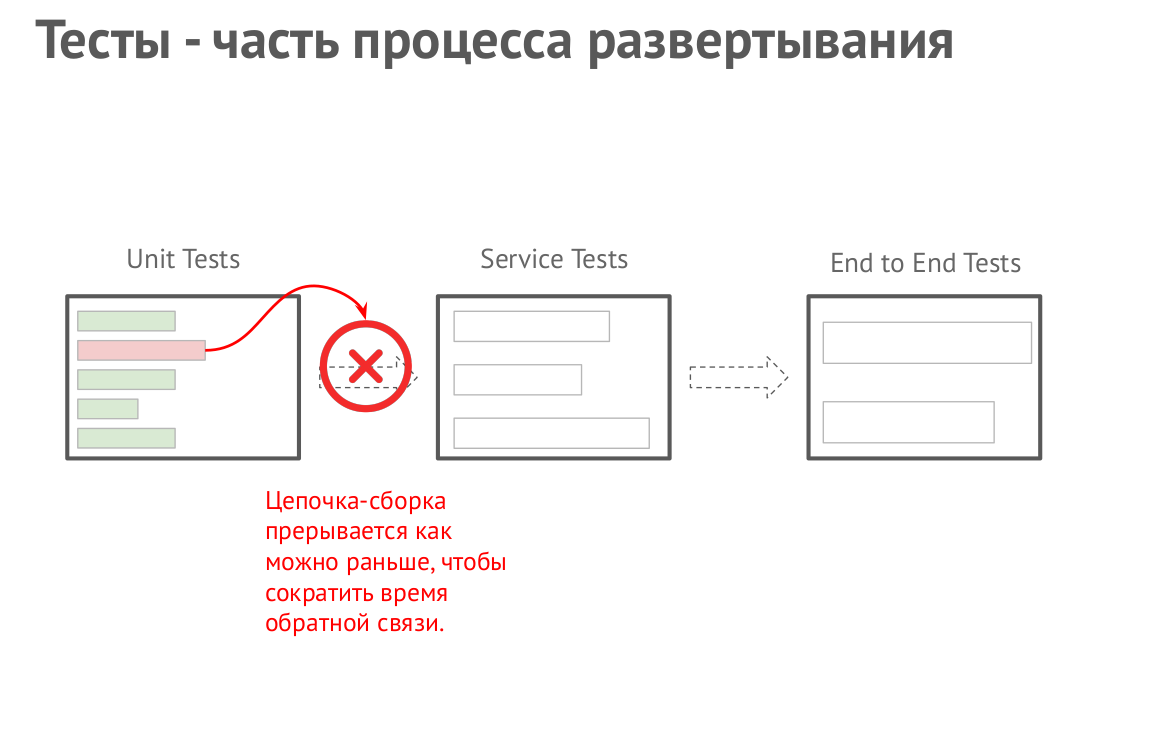 Тесты - часть процесса развертывания
Unit Tests
Service Tests
End to End Tests
Цепочка-сборка
прерывается как
можно раньше, чтобы
сократить время
обратной связи.